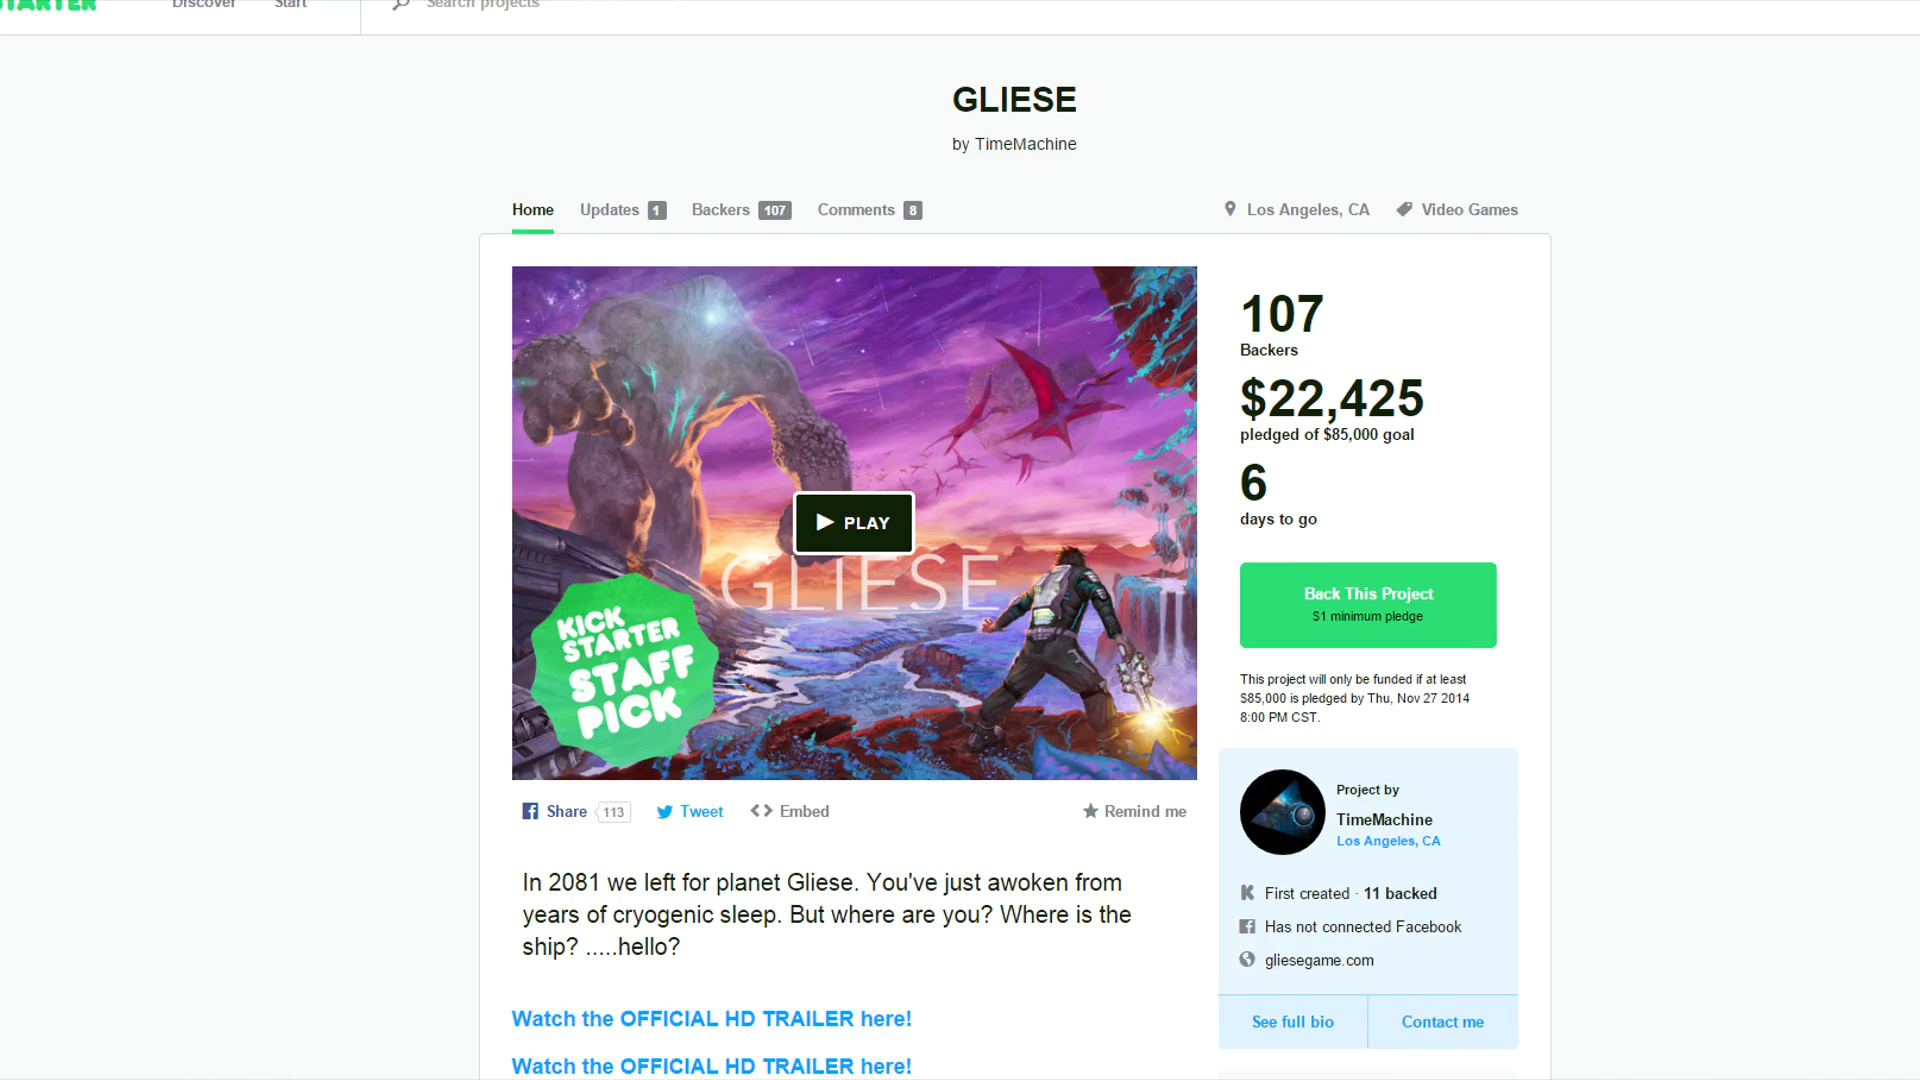 STARTER Discover Start Search projects
GLIESE
by TimeMachine
Home Updates 1 Backers 107 Comments 8 Los Angeles, CA Video Games
107
Backers
$22,425
pledged of $85,000 goal
6
days to go
PLAY
GLIESE
Back This Project
$1 minimum pledge
KICK
STARTER
STAFF
PICK
This project will only be funded if at least
$85,000 is pledged by Thu, Nov 27 2014
8:00 PM CST.
Share 113 Tweet Embed Remind me
Project by
TimeMachine
Los Angeles, CA
In 2081 we left for planet Gliese. You've just awoken from
years of cryogenic sleep. But where are you? Where is the
ship? .....hello?
First created · 11 backed
Has not connected Facebook
gliesegame.com
See full bio Contact me
Watch the OFFICIAL HD TRAILER here!
Watch the OFFICIAL HD TRAILER here!